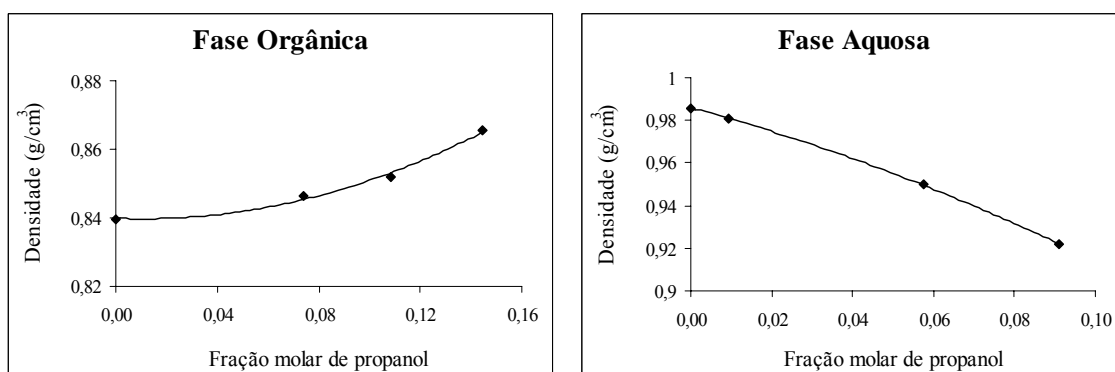 Fase Orgânica
Densidade (g/cm³)
0,88
0,86
0,84
0,82
0,00 0,04 0,08 0,12 0,16
Fração molar de propanol
Fase Aquosa
Densidade (g/cm³)
1
0,98
0,96
0,94
0,92
0,9
0,00 0,02 0,04 0,06 0,08 0,10
Fração molar de propanol